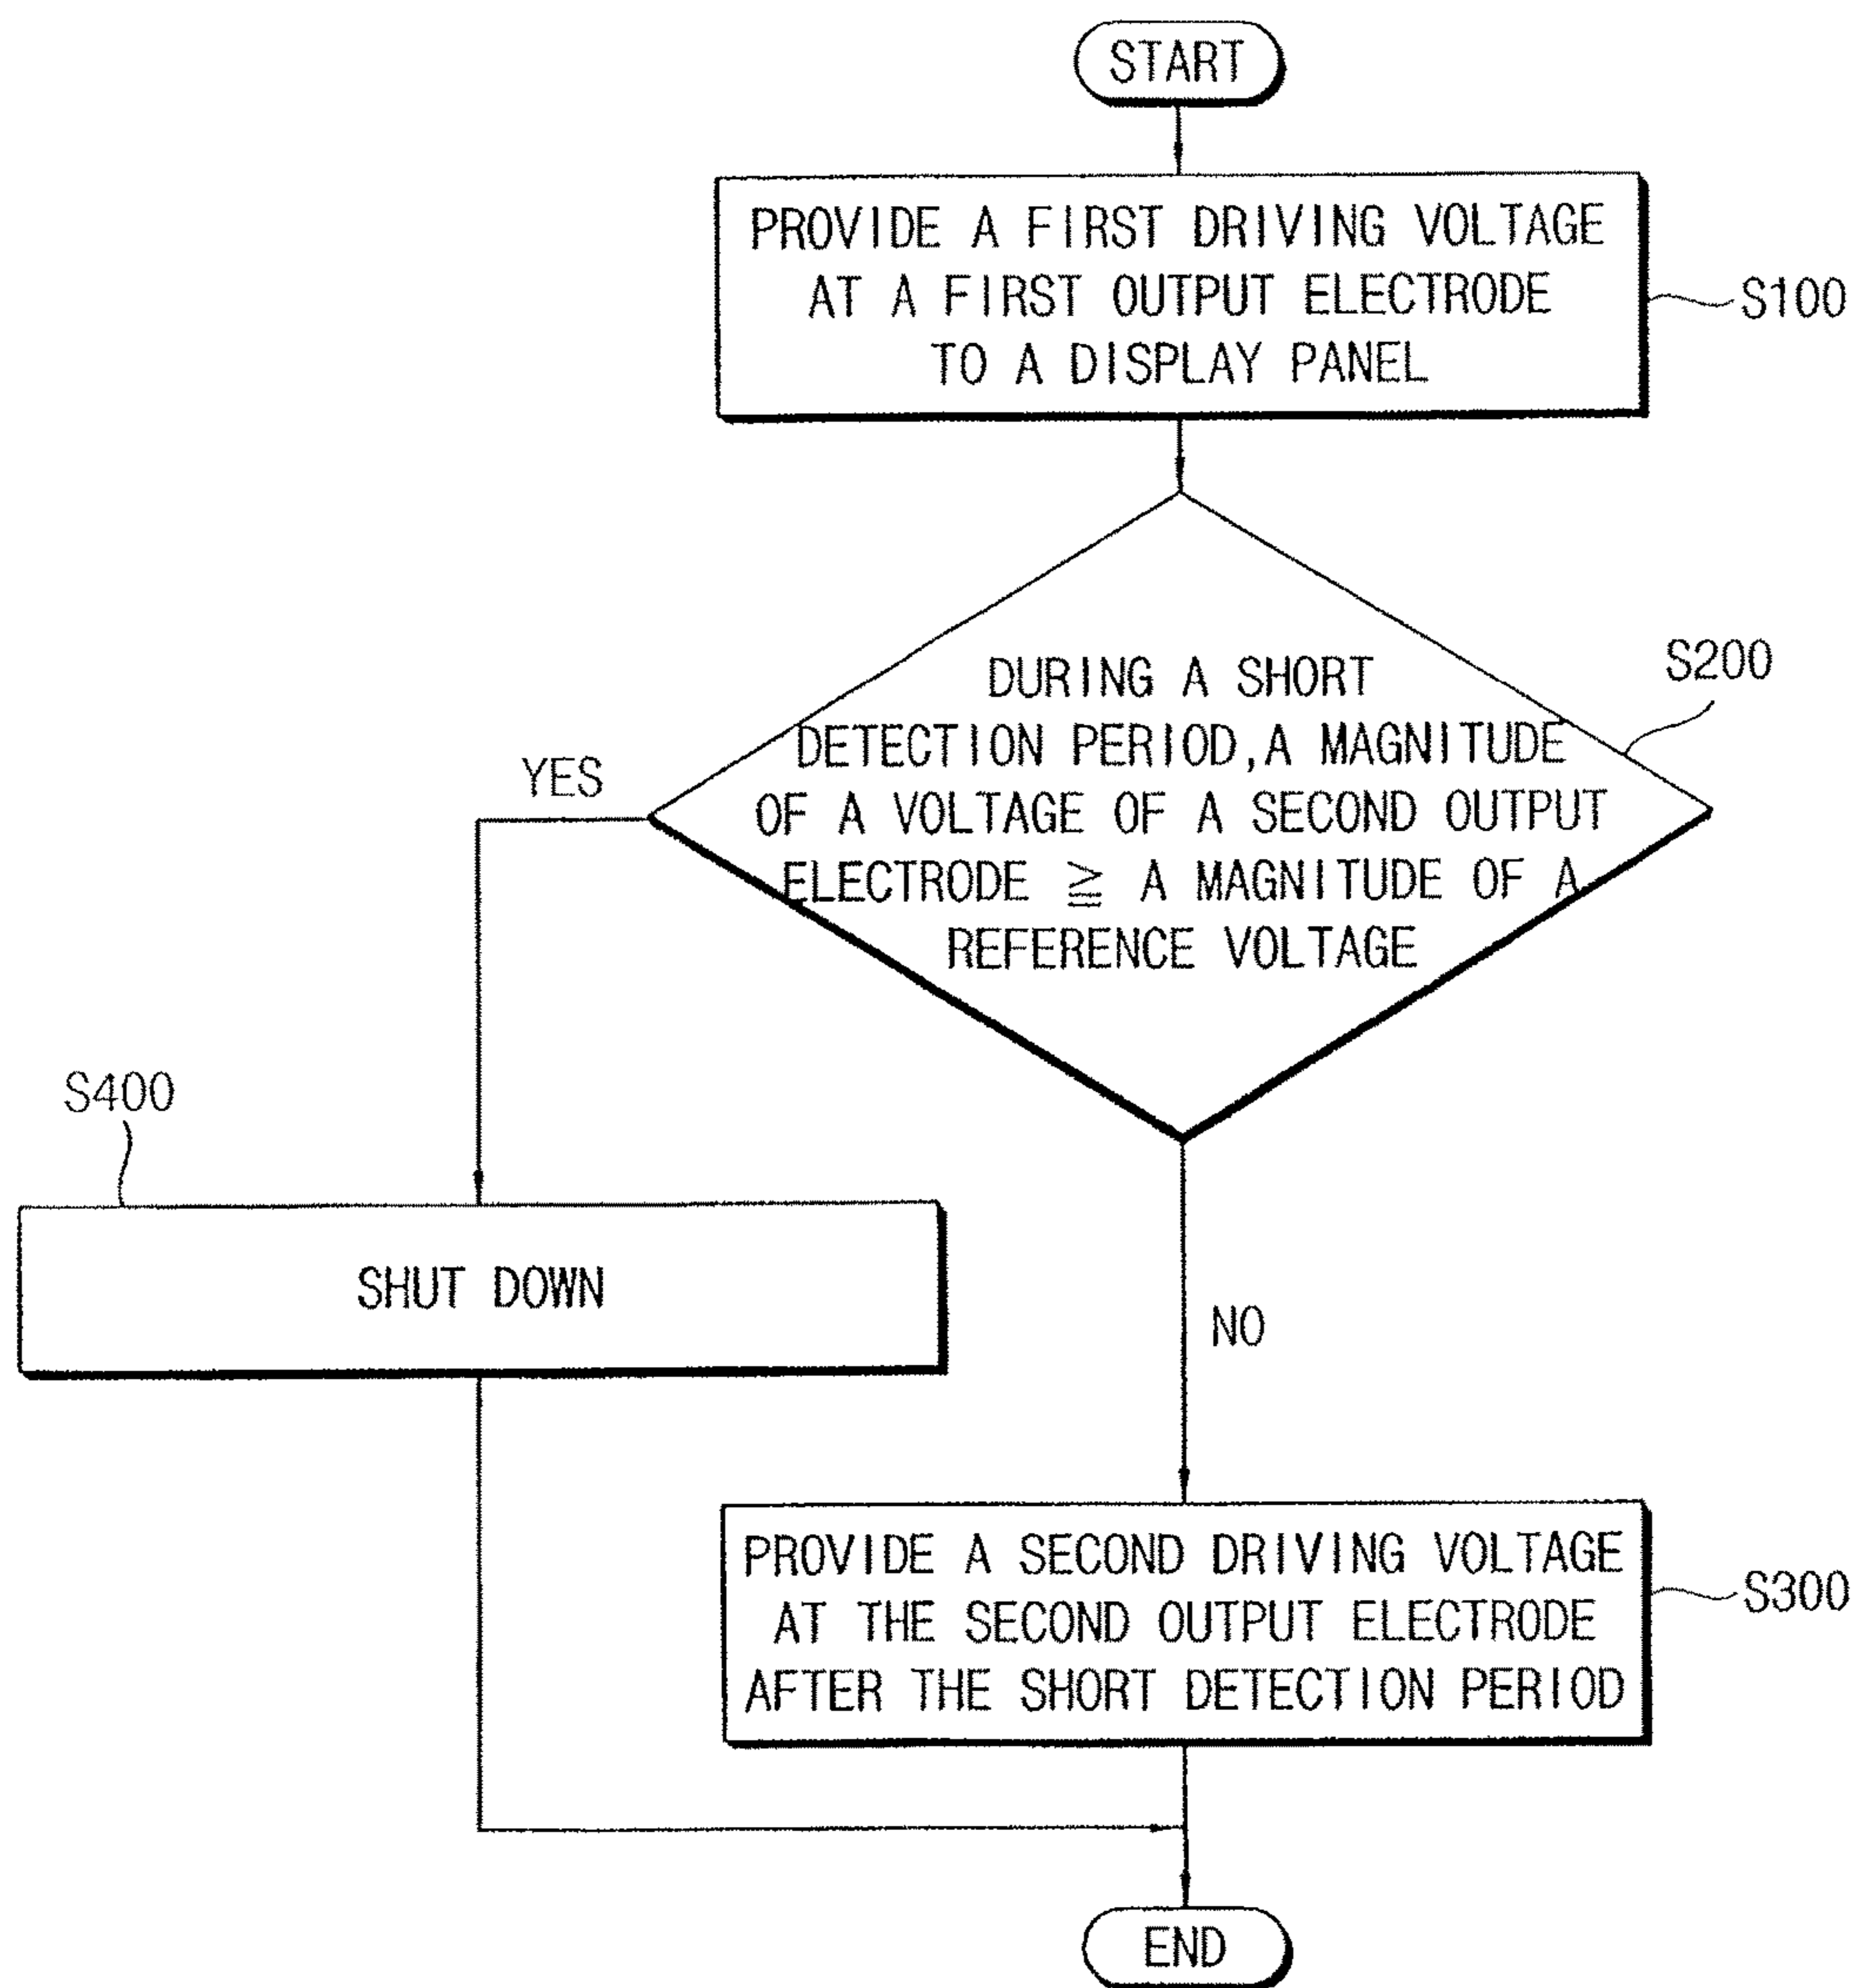 START
PROVIDE A FIRST DRIVING VOLTAGE
AT A FIRST OUTPUT ELECTRODE
TO A DISPLAY PANEL
S100
DURING A SHORT
DETECTION PERIOD, A MAGNITUDE
OF A VOLTAGE OF A SECOND OUTPUT
ELECTRODE ≧ A MAGNITUDE OF A
REFERENCE VOLTAGE
S200
YES
S400
SHUT DOWN
NO
PROVIDE A SECOND DRIVING VOLTAGE
AT THE SECOND OUTPUT ELECTRODE
AFTER THE SHORT DETECTION PERIOD
S300
END